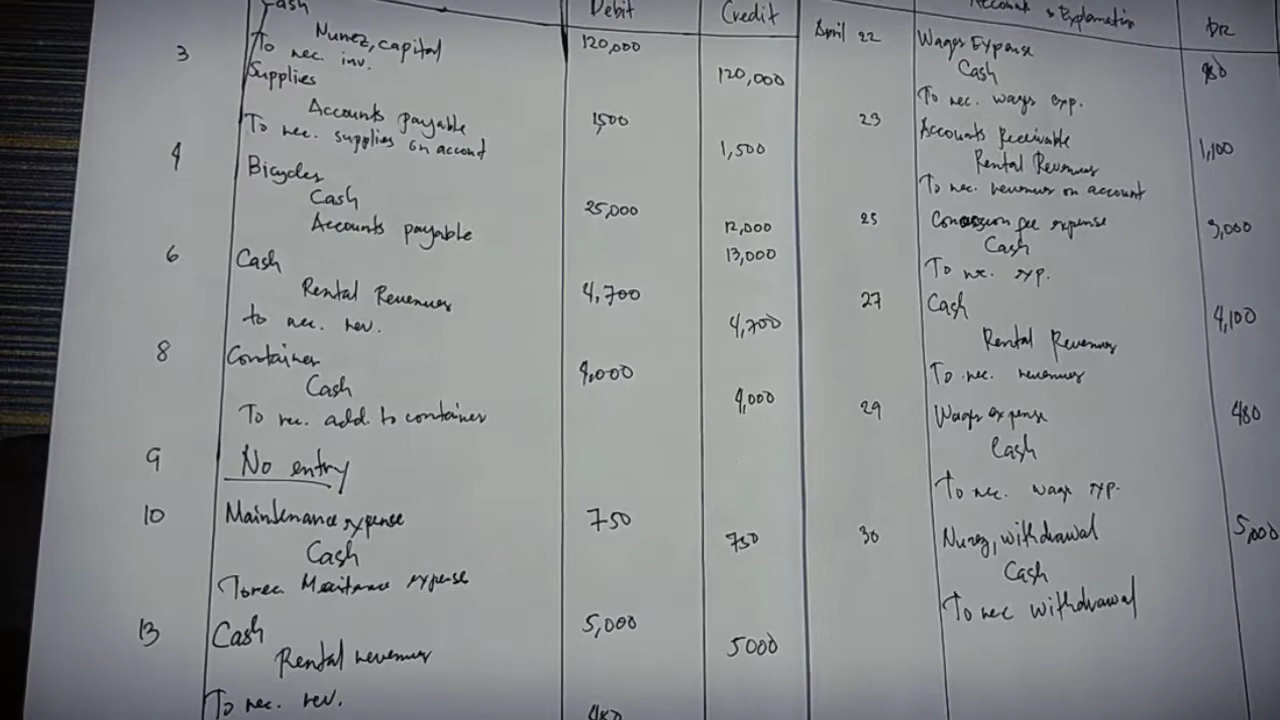 Cash
Debit
Credit
Nunez, capital
120,000
To rec. inv.
120,000
3
Supplies
Accounts payable
1,500
To rec. supplies on account
1,500
4
Bicycles
Cash
25,000
12,000
Accounts payable
13,000
6
Cash
4,700
Rental Revenues
4,700
to rec. rev.
8
Container
4,000
Cash
4,000
To rec. add. to container
9
No entry
10
Maintenance expense
750
Cash
750
To rec
expense
13
Cash
5,000
Rental revenues
5000
To rec. rev.
480
Account & Explanation
DR
April 22
Wages Expense
Cash
To rec. wages exp.
23
Accounts Receivable
1,100
Rental Revenues
To rec. revenues on account
25
Concession fee expense
3,000
Cash
To rec. exp.
27
Cash
4,100
Rental Revenues
To rec. revenues
29
Wages expense
480
Cash
To rec. wages exp.
30
Nunez, withdrawal
5,000
Cash
To rec withdrawal